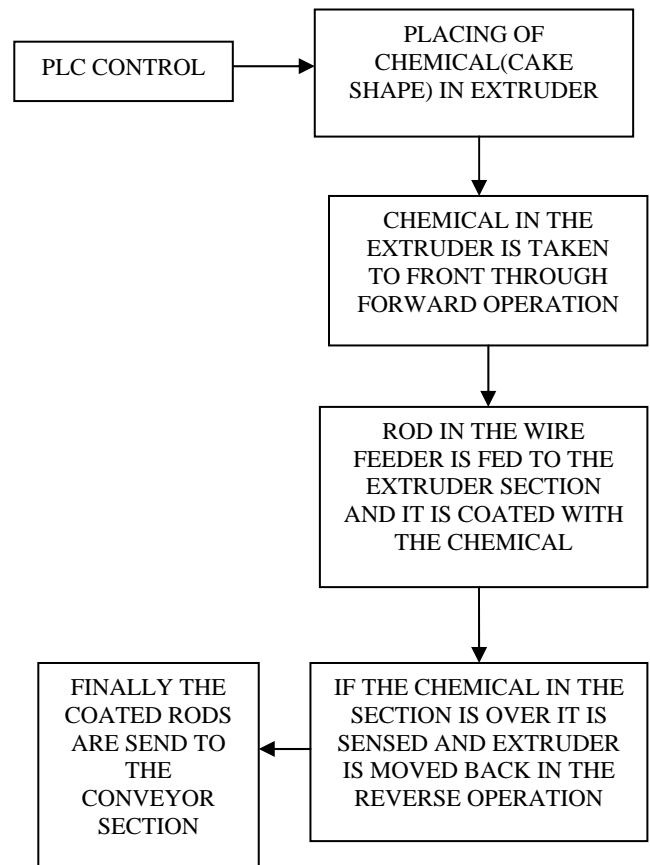 PLC CONTROL
PLACING OF
CHEMICAL(CAKE
SHAPE) IN EXTRUDER
CHEMICAL IN THE
EXTRUDER IS TAKEN
TO FRONT THROUGH
FORWARD OPERATION
ROD IN THE WIRE
FEEDER IS FED TO THE
EXTRUDER SECTION
AND IT IS COATED WITH
THE CHEMICAL
IF THE CHEMICAL IN THE
SECTION IS OVER IT IS
SENSED AND EXTRUDER
IS MOVED BACK IN THE
REVERSE OPERATION
FINALLY THE
COATED RODS
ARE SEND TO
THE
CONVEYOR
SECTION